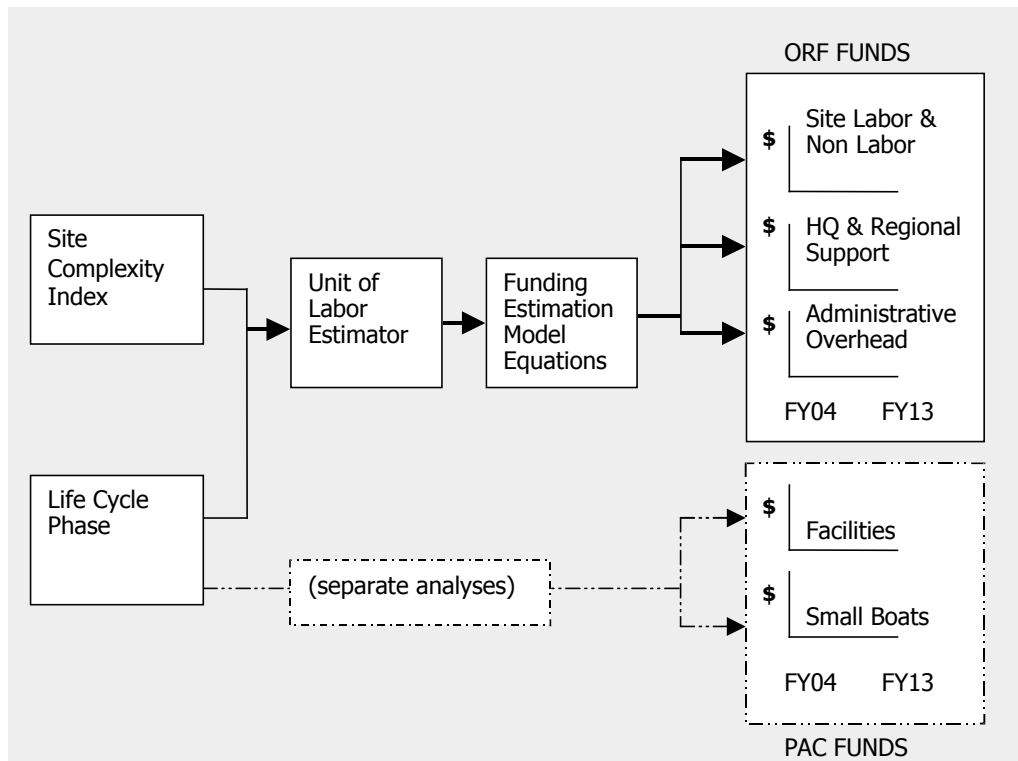 ORF FUNDS
$
Site Labor &
Non Labor
$
HQ & Regional
Support
$
Administrative
Overhead
FY04 FY13
Site
Complexity
Index
Unit of
Labor
Estimator
Funding
Estimation
Model
Equations
Life Cycle
Phase
(separate analyses)
$
Facilities
$
Small Boats
FY04 FY13
PAC FUNDS